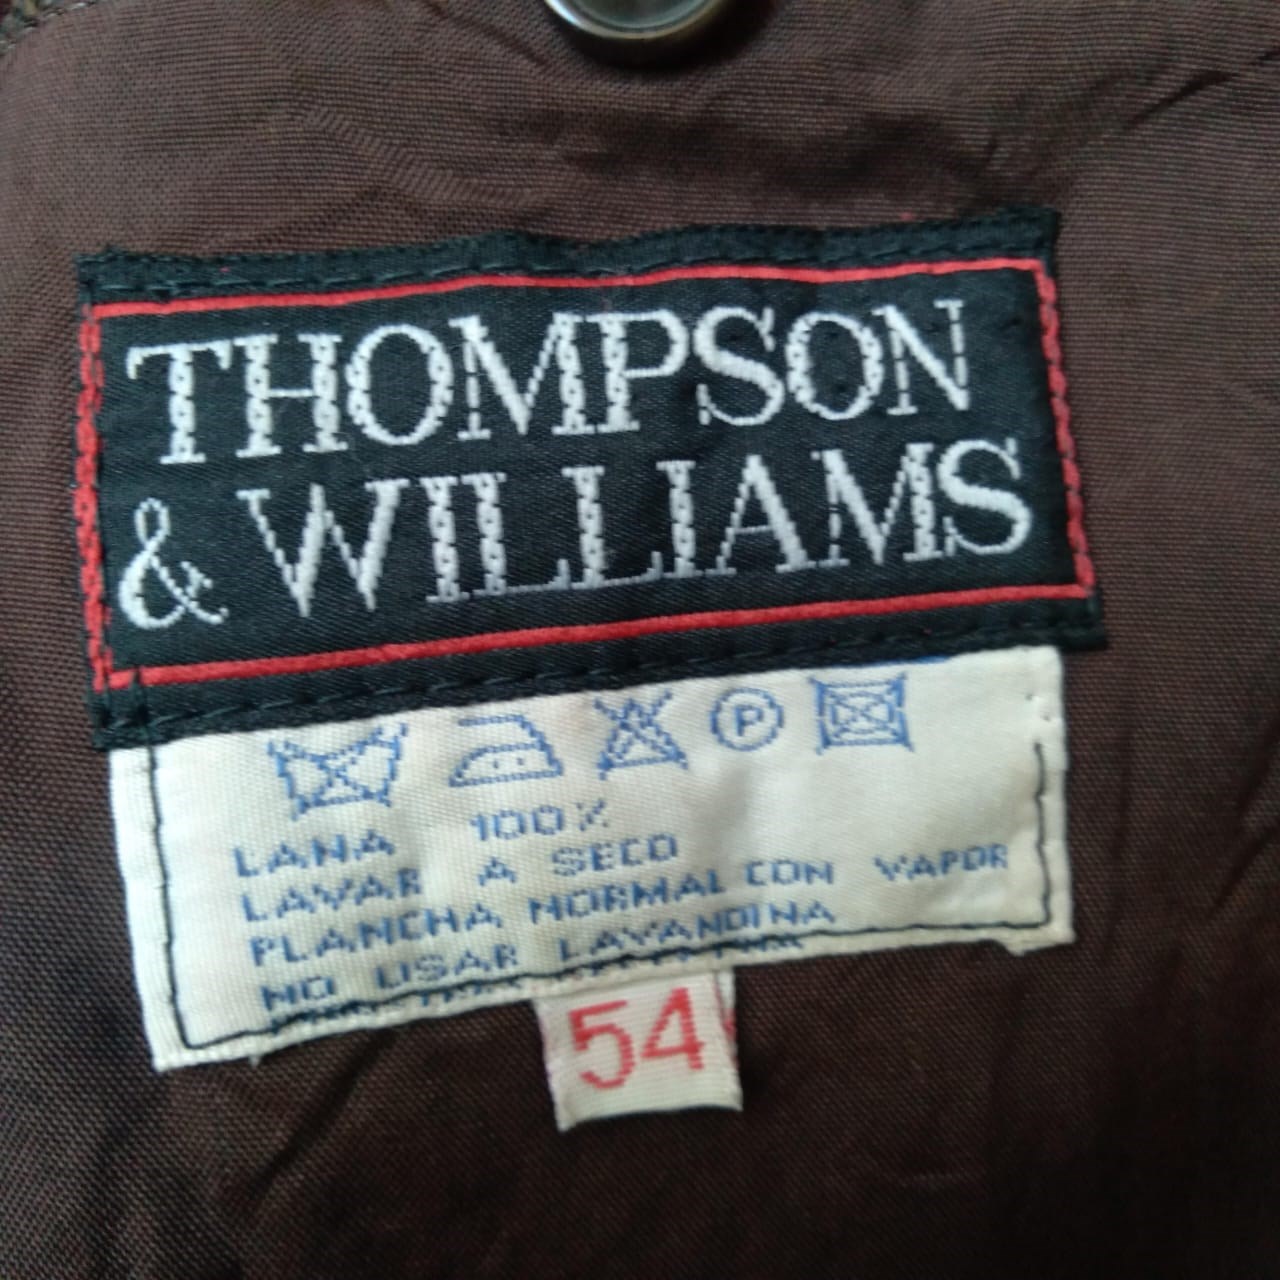 THOMPSON
& WILLIAMS
P
LANA 100%
LAVAR A SECO
PLANCHA NORMAL CON VAPOR
NO USAR LAVANDINA
54